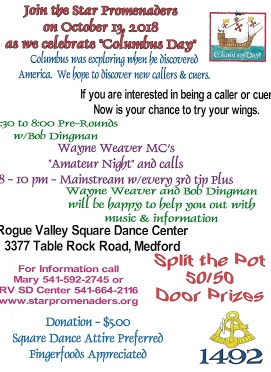 Join the Star Promenaders
on October 13, 2018
as we celebrate "Columbus Day"
Columbus Day!
Columbus was exploring when he discovered
America. We hope to discover new callers & cuers.
If you are interested in being a caller or cuer
Now is your chance to try your wings.
:30 to 8:00 Pre-Rounds
w/Bob Dingman
Wayne Weaver MC's
"Amateur Night" and calls
8 - 10 pm - Mainstream w/every 3rd tip Plus
Wayne Weaver and Bob Dingman
will be happy to help you out with
music & information
Rogue Valley Square Dance Center
3377 Table Rock Road, Medford
For Information call
Mary 541-592-2745 or
RV SD Center 541-664-2116
www.starpromenaders.org
Split the Pot
50/50
Door Prizes
Donation - $5.00
Square Dance Attire Preferred
Fingerfoods Appreciated
1492